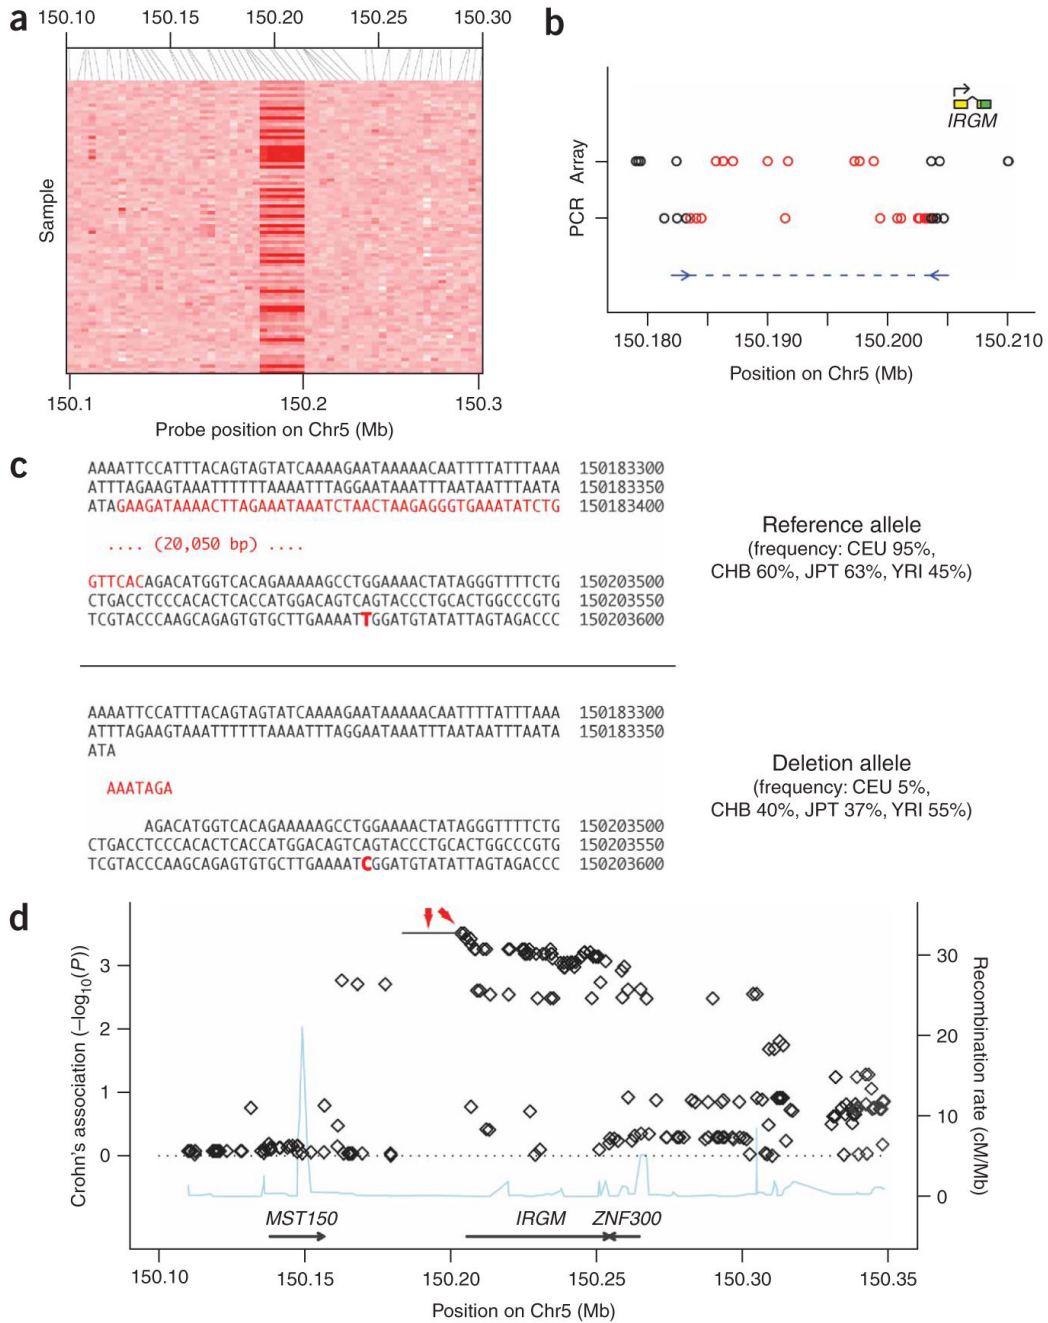 a
150.10 150.15 150.20 150.25 150.30
Sample
150.1 150.2 150.3
Probe position on Chr5 (Mb)
b
IRGM
Array
PCR
150.180 150.190 150.200 150.210
Position on Chr5 (Mb)
c
AAAATTCCATTTACAGTAGTATCAAAAGAATAAAAACAATTTTATTTAAA 150183300
ATTTAGAAGTAAATTTTTTAAAATTTAGGAATAAATTTAATAATTTAATA 150183350
ATAGAAGATAAAACTTAGAAATAAATCTAACTAAGAGGGTGAAATATCTG 150183400
.... (20,050 bp) ....
GTTCACAGACATGGTCACAGAAAAAGCCTGGAAAACTATAGGGTTTTCTG 150203500
CTGACCTCCCACACTCACCATGGACAGTCAGTACCCTGCACTGGCCCGTG 150203550
TCGTACCCAAGCAGAGTGTGCTTGAAAATTGGATGTATATTAGTAGACCC 150203600
Reference allele
(frequency: CEU 95%,
CHB 60%, JPT 63%, YRI 45%)
AAAATTCCATTTACAGTAGTATCAAAAGAATAAAAACAATTTTATTTAAA 150183300
ATTTAGAAGTAAATTTTTTAAAATTTAGGAATAAATTTAATAATTTAATA 150183350
ATA
AAATAGA
AGACATGGTCACAGAAAAAGCCTGGAAAACTATAGGGTTTTCTG 150203500
CTGACCTCCCACACTCACCATGGACAGTCAGTACCCTGCACTGGCCCGTG 150203550
TCGTACCCAAGCAGAGTGTGCTTGAAAATCGGATGTATATTAGTAGACCC 150203600
Deletion allele
(frequency: CEU 5%,
CHB 40%, JPT 37%, YRI 55%)
d
Crohn's association (–log10(P))
3
2
1
0
30
20
10
0
Recombination rate (cM/Mb)
MST150 IRGM ZNF300
150.10 150.15 150.20 150.25 150.30 150.35
Position on Chr5 (Mb)